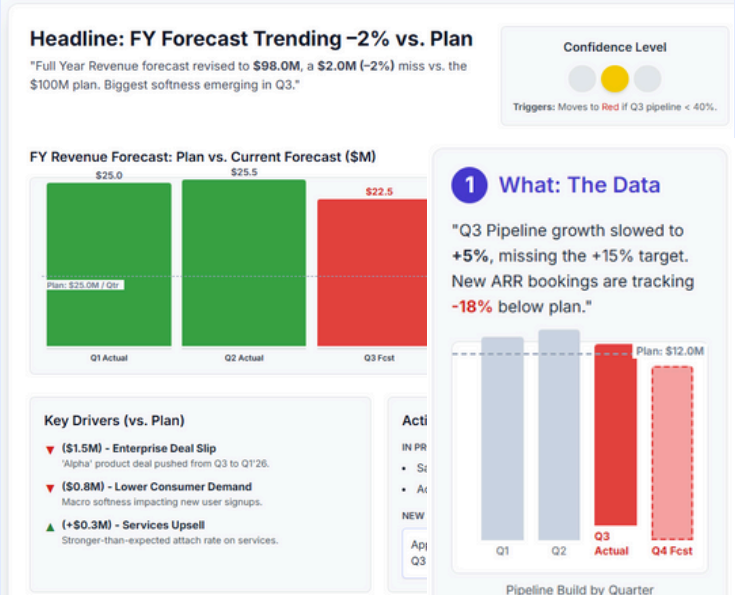 Headline: FY Forecast Trending –2% vs. Plan
"Full Year Revenue forecast revised to $98.0M, a $2.0M (–2%) miss vs. the
$100M plan. Biggest softness emerging in Q3."
Confidence Level
Triggers: Moves to Red if Q3 pipeline < 40%.
FY Revenue Forecast: Plan vs. Current Forecast ($M)
$25.0
$25.5
$22.5
Plan: $25.0M / Qtr
Q1 Actual
Q2 Actual
Q3 Fcst
Key Drivers (vs. Plan)
▼ ($1.5M) - Enterprise Deal Slip
'Alpha' product deal pushed from Q3 to Q1'26.
▼ ($0.8M) - Lower Consumer Demand
Macro softness impacting new user signups.
▲ (+$0.3M) - Services Upsell
Stronger-than-expected attach rate on services.
Acti
IN PR
• Sa
• Ac
NEW
App
Q3
1 What: The Data
"Q3 Pipeline growth slowed to
+5%, missing the +15% target.
New ARR bookings are tracking
-18% below plan."
Plan: $12.0M
Q1
Q2
Q3
Actual
Q4 Fcst
Pipeline Build by Quarter